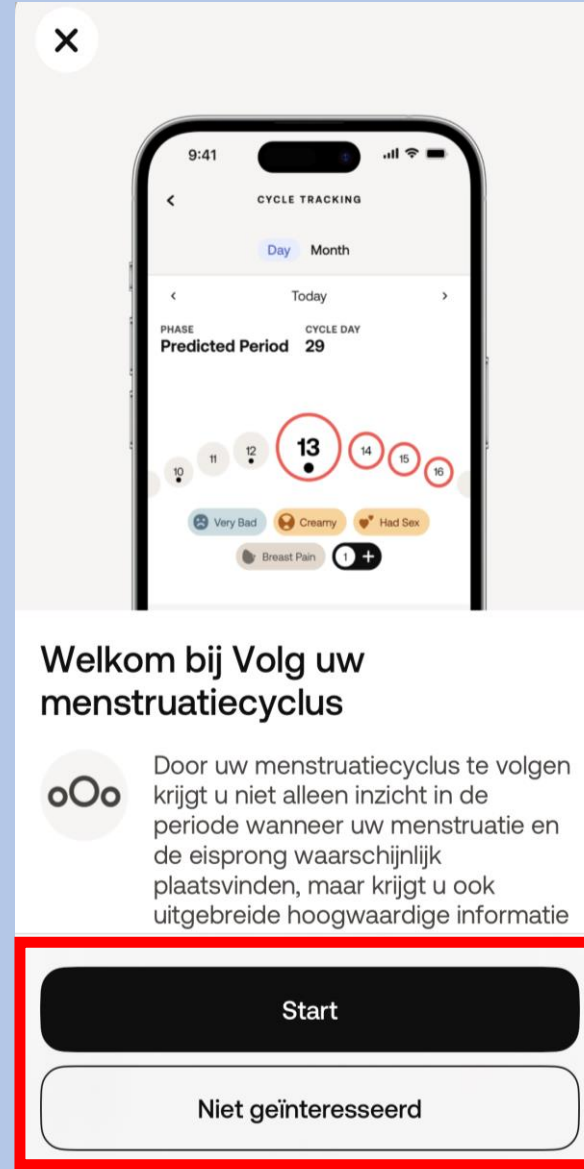 9:41
CYCLE TRACKING
Day Month
Today
PHASE CYCLE DAY
Predicted Period 29
10 11 12 13 14 15 16
Very Bad Creamy Had Sex
Breast Pain 1 +
Welkom bij Volg uw
menstruatiecyclus
Door uw menstruatiecyclus te volgen
krijgt u niet alleen inzicht in de
periode wanneer uw menstruatie en
de eisprong waarschijnlijk
plaatsvinden, maar krijgt u ook
uitgebreide hoogwaardige informatie
Start
Niet geïnteresseerd